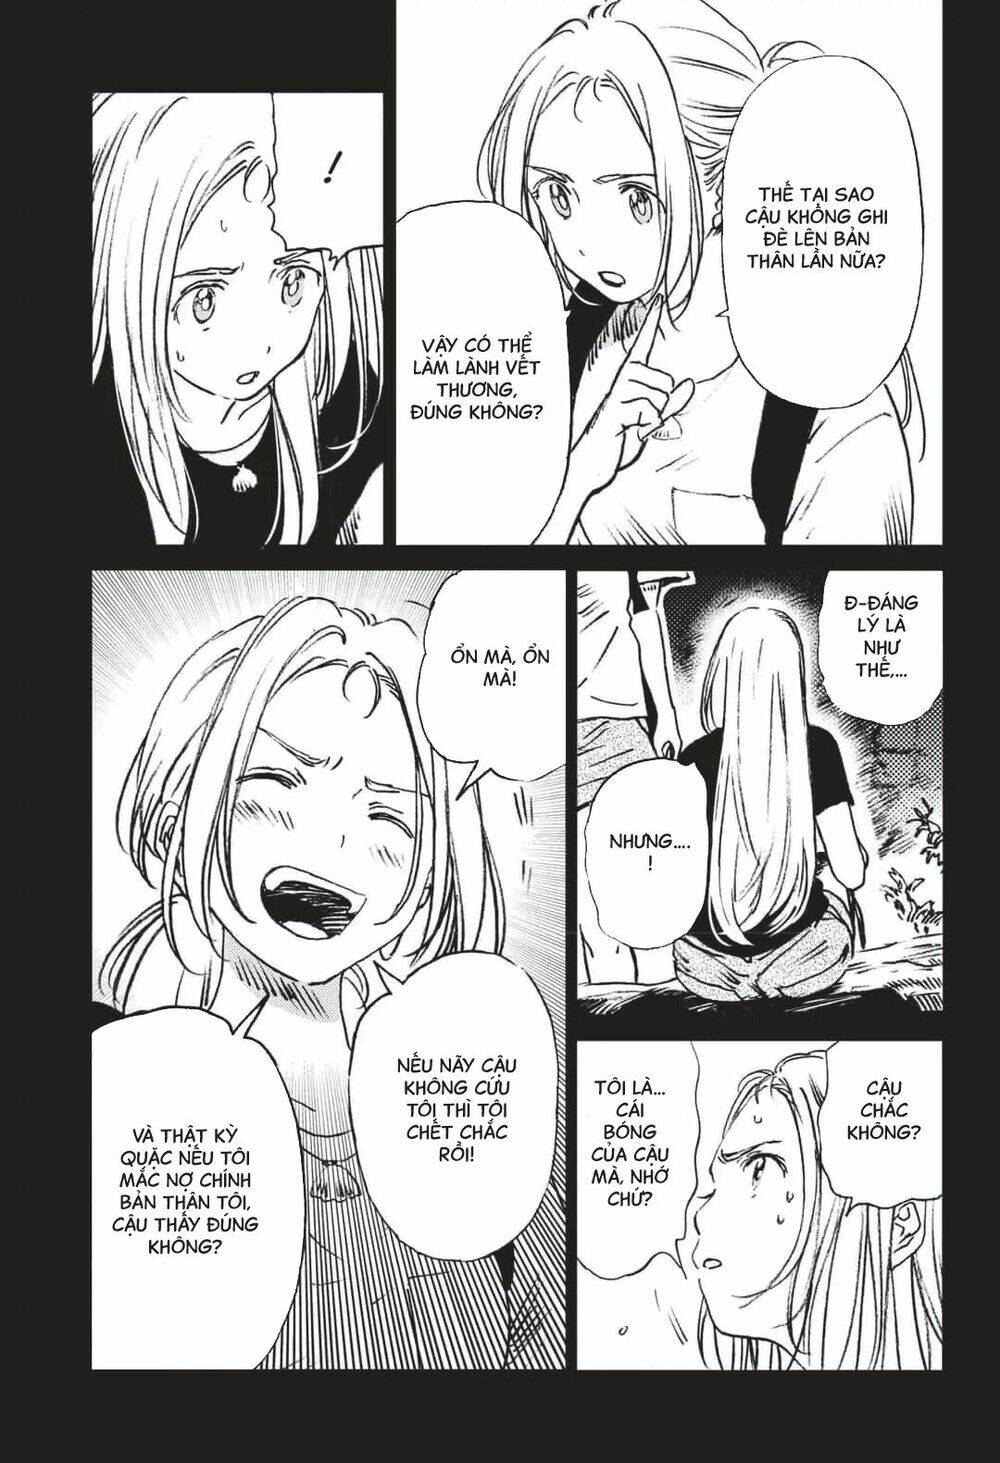 THẾ TẠI SAO
CẬU KHÔNG GHI
ĐÈ LÊN BẢN
THÂN LẦN NỮA?
VẬY CÓ THỂ
LÀM LÀNH VẾT
THƯƠNG,
ĐÚNG KHÔNG?
!
Đ-ĐÁNG
LÝ LÀ
NHƯ
THẾ,...
NHƯNG....
!
ỔN MÀ, ỔN
MÀ!
NẾU NÃY CẬU
KHÔNG CỨU
TÔI THÌ TÔI
CHẾT CHẮC
RỒI!
VÀ THẬT KỲ
QUẶC NẾU TÔI
MẮC NỢ CHÍNH
BẢN THÂN TÔI,
CẬU THẤY ĐÚNG
KHÔNG?
CẬU
CHẮC
KHÔNG?
TÔI LÀ...
CÁI
BÓNG
CỦA CẬU
MÀ, NHỚ
CHỨ?